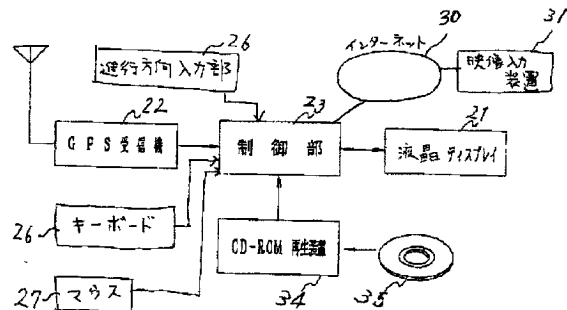 26
進行方向入力部
インターネット
30
31
映像入力
装置
22
GPS受信機
23
制御部
21
液晶ディスプレイ
26
キーボード
27
マウス
CD-ROM 再生装置
34
35